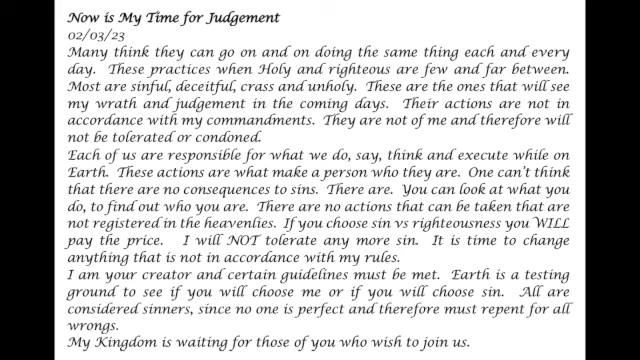 Now is My Time for Judgement
02/03/23
Many think they can go on and on doing the same thing each and every
day. These practices when Holy and righteous are few and far between.
Most are sinful, deceitful, crass and unholy. These are the ones that will see
my wrath and judgement in the coming days. Their actions are not in
accordance with my commandments. They are not of me and therefore will
not be tolerated or condoned.
Each of us are responsible for what we do, say, think and execute while on
Earth. These actions are what make a person who they are. One can't think
that there are no consequences to sins. There are. You can look at what you
do, to find out who you are. There are no actions that can be taken that are
not registered in the heavenlies. If you choose sin vs righteousness you WILL
pay the price. I will NOT tolerate any more sin. It is time to change
anything that is not in accordance with my rules.
I am your creator and certain guidelines must be met. Earth is a testing
ground to see if you will choose me or if you will choose sin. All are
considered sinners, since no one is perfect and therefore must repent for all
wrongs.
My Kingdom is waiting for those of you who wish to join us.